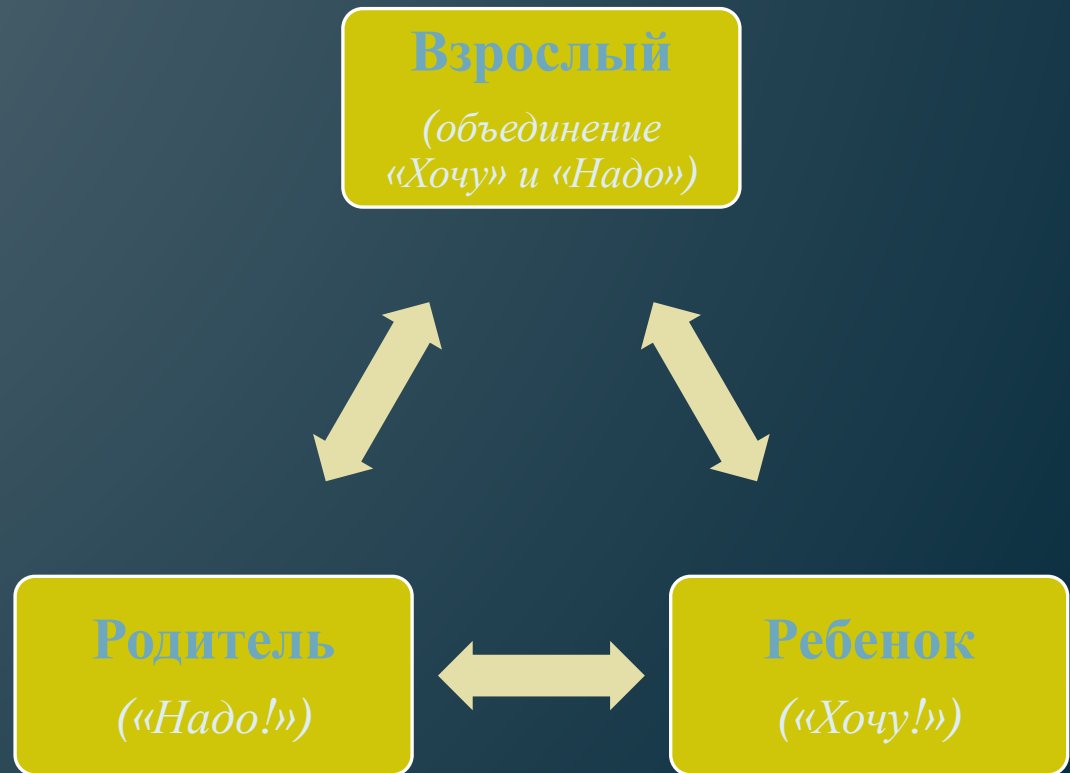 Взрослый
(объединение
«Хочу» и «Надо»)
Родитель
(«Надо!»)
Ребенок
(«Хочу!»)